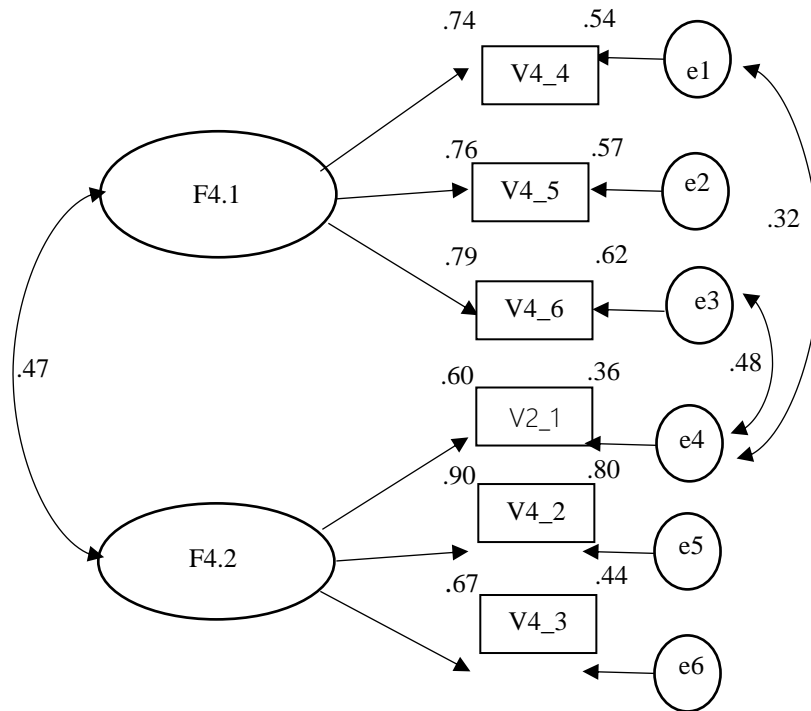 .74 .54
V4_4 e1
.76 .57
F4.1 V4_5 e2
.32
.79 .62
V4_6 e3
.47 .60 .36 .48
V2_1 e4
.90 .80
V4_2
F4.2 e5
.67 .44
V4_3
e6